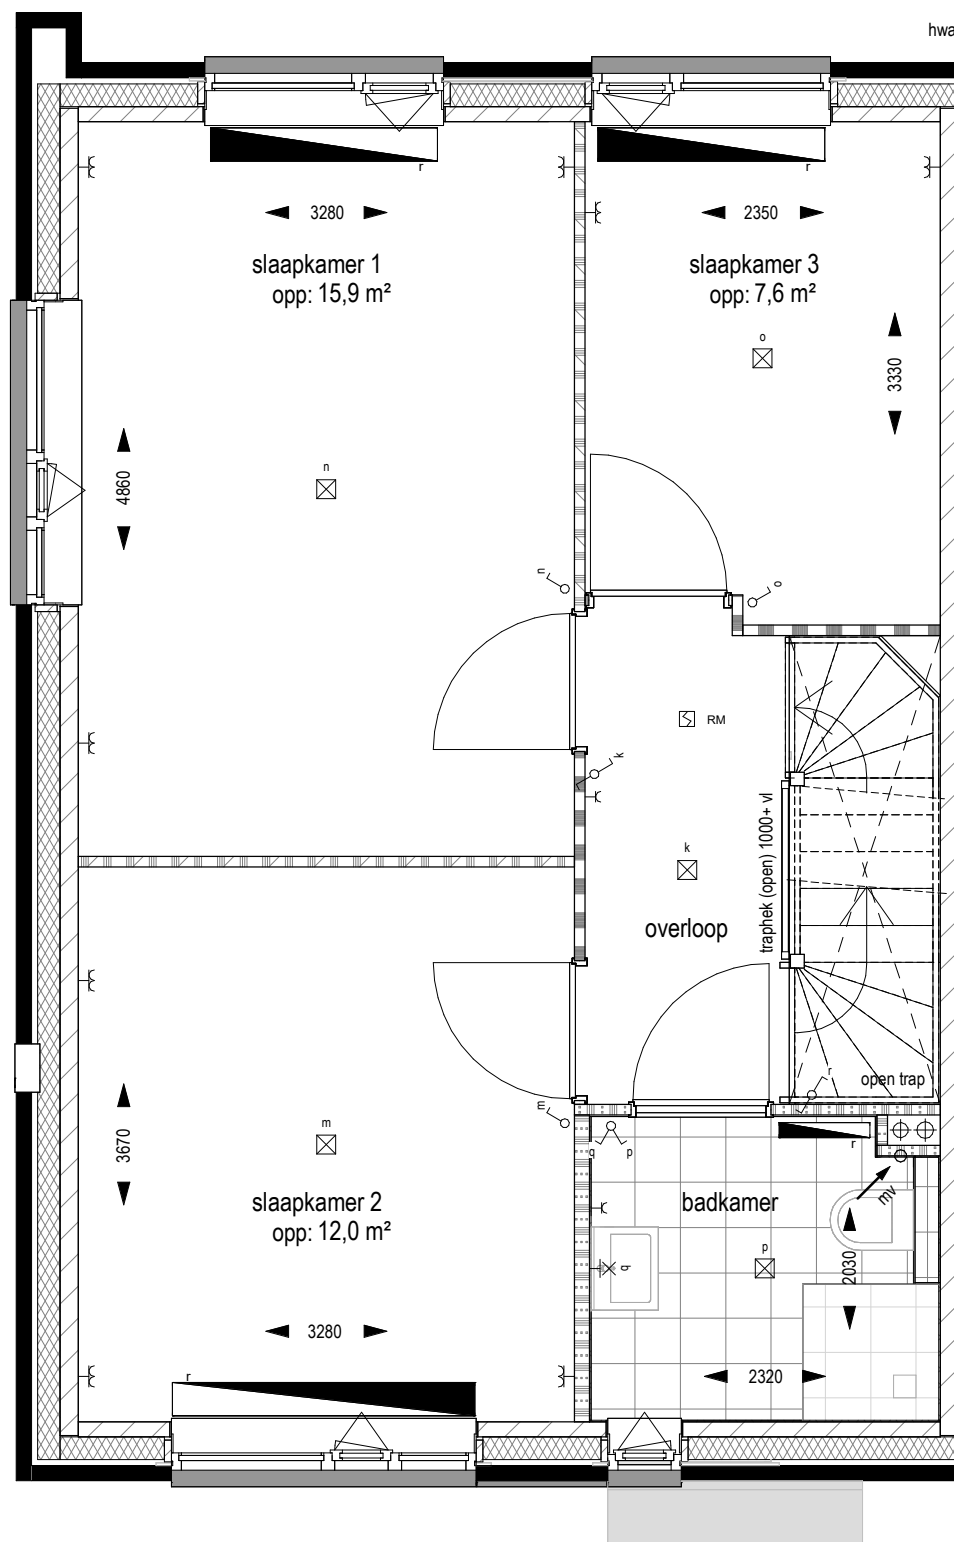 hwa
r
r
3280
2350
slaapkamer 1
opp: 15,9 m²
slaapkamer 3
opp: 7,6 m²
o
3330
n
4860
n
o
RM
k
traphek (open) 1000+ vl
k
overloop
open trap
r
m
m
3670
q
p
r
mv
slaapkamer 2
opp: 12,0 m²
badkamer
p
q
2030
3280
2320
r